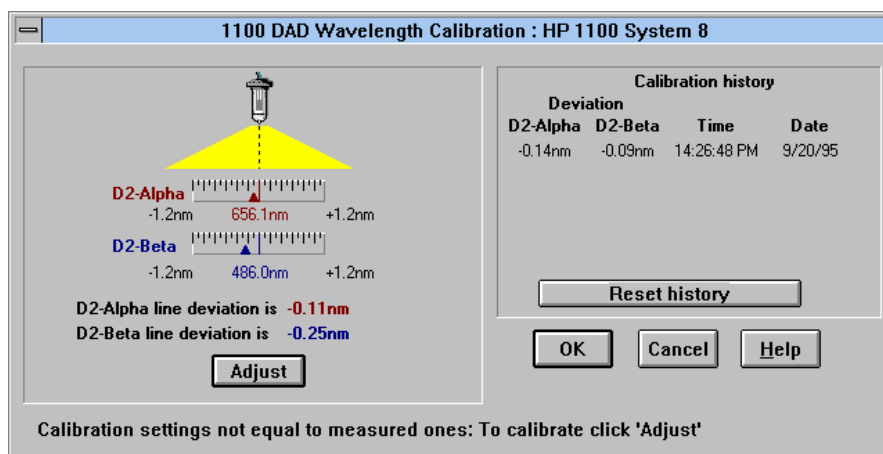 1100 DAD Wavelength Calibration : HP 1100 System 8
D2-Alpha
-1.2nm 656.1nm +1.2nm
D2-Beta
-1.2nm 486.0nm +1.2nm
D2-Alpha line deviation is -0.11nm
D2-Beta line deviation is -0.25nm
Adjust
Calibration history
Deviation
D2-Alpha D2-Beta Time Date
-0.14nm -0.09nm 14:26:48 PM 9/20/95
Reset history
OK Cancel Help
Calibration settings not equal to measured ones: To calibrate click 'Adjust'